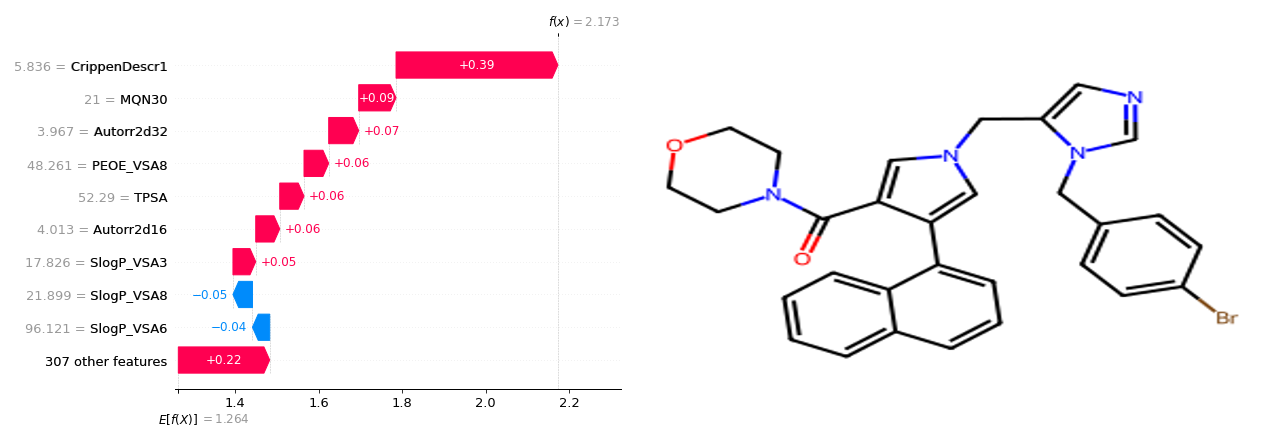 f(x) = 2.173
5.836 = CrippenDescr1
+0.39
21 = MQN30
+0.09
3.967 = Autorr2d32
+0.07
48.261 = PEOE_VSA8
+0.06
52.29 = TPSA
+0.06
4.013 = Autorr2d16
+0.06
17.826 = SlogP_VSA3
+0.05
21.899 = SlogP_VSA8
−0.05
96.121 = SlogP_VSA6
−0.04
307 other features
+0.22
1.4 1.6 1.8 2.0 2.2
E[f(X)] = 1.264
N
O
N
N
N
O
Br